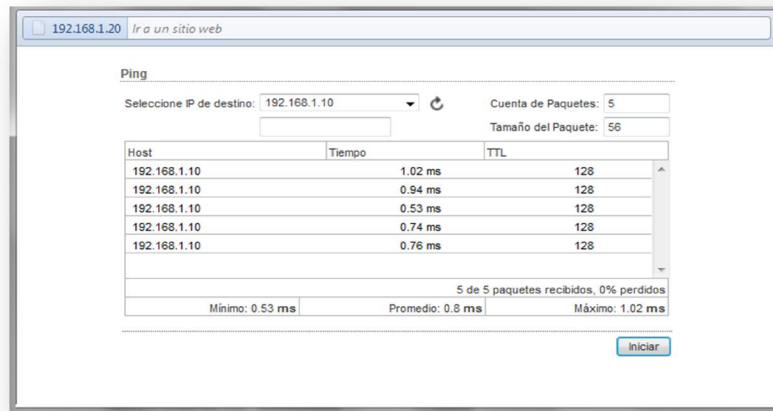 192.168.1.20 Ir a un sitio web
Ping
Seleccione IP de destino: 192.168.1.10 Cuenta de Paquetes: 5
Tamaño del Paquete: 56
Host Tiempo TTL
192.168.1.10 1.02 ms 128
192.168.1.10 0.94 ms 128
192.168.1.10 0.53 ms 128
192.168.1.10 0.74 ms 128
192.168.1.10 0.76 ms 128
5 de 5 paquetes recibidos, 0% perdidos
Mínimo: 0.53 ms Promedio: 0.8 ms Máximo: 1.02 ms
Iniciar